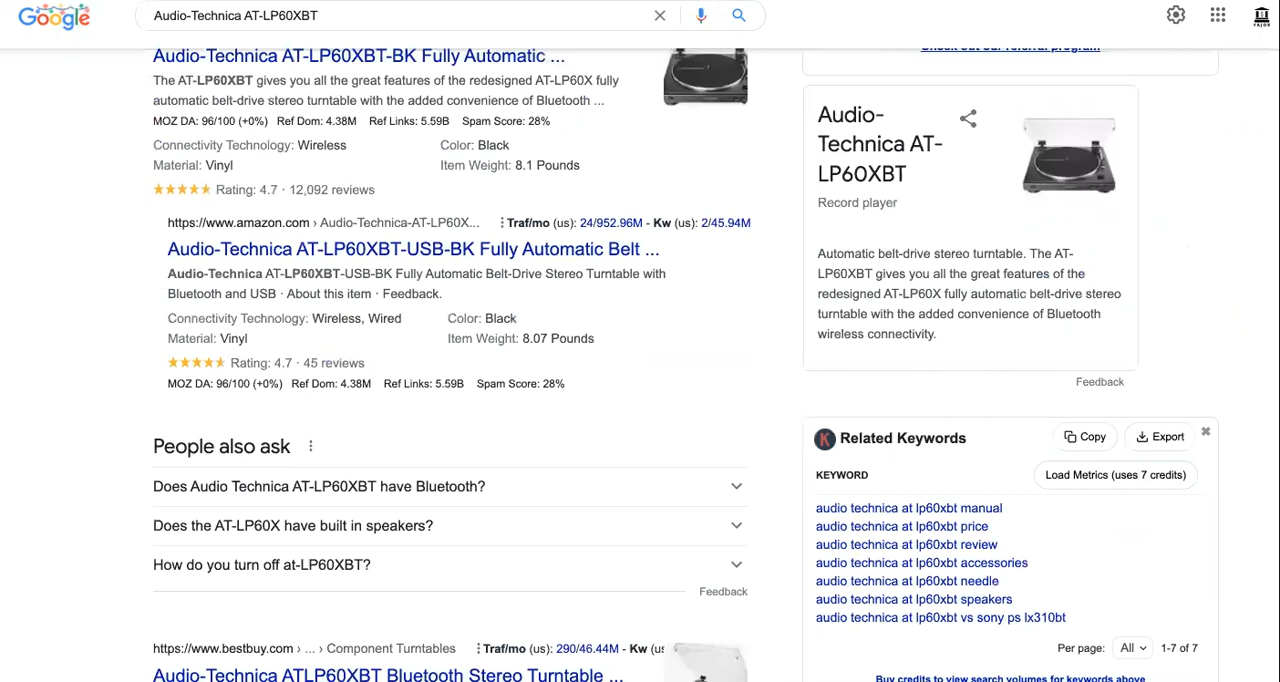 Google
Audio-Technica AT-LP60XBT
Audio-Technica AT-LP60XBT-BK Fully Automatic ...
The AT-LP60XBT gives you all the great features of the redesigned AT-LP60X fully
automatic belt-drive stereo turntable with the added convenience of Bluetooth ...
MOZ DA: 96/100 (+0%) Ref Dom: 4.38M Ref Links: 5.59B Spam Score: 28%
Connectivity Technology: Wireless Color: Black
Material: Vinyl Item Weight: 8.1 Pounds
Rating: 4.7 · 12,092 reviews
https://www.amazon.com › Audio-Technica-AT-LP60X... Traf/mo (us): 24/952.96M - Kw (us): 2/45.94M
Audio-Technica AT-LP60XBT-USB-BK Fully Automatic Belt ...
Audio-Technica AT-LP60XBT-USB-BK Fully Automatic Belt-Drive Stereo Turntable with
Bluetooth and USB · About this item · Feedback.
Connectivity Technology: Wireless, Wired Color: Black
Material: Vinyl Item Weight: 8.07 Pounds
Rating: 4.7 · 45 reviews
MOZ DA: 96/100 (+0%) Ref Dom: 4.38M Ref Links: 5.59B Spam Score: 28%
People also ask
Does Audio Technica AT-LP60XBT have Bluetooth?
Does the AT-LP60X have built in speakers?
How do you turn off at-LP60XBT?
Feedback
https://www.bestbuy.com › ... › Component Turntables Traf/mo (us): 290/46.44M - Kw (us
Audio-Technica ATLP60XBT Bluetooth Stereo Turntable ...
Check out our referral program
Audio-
Technica AT-
LP60XBT
Record player
Automatic belt-drive stereo turntable. The AT-
LP60XBT gives you all the great features of the
redesigned AT-LP60X fully automatic belt-drive stereo
turntable with the added convenience of Bluetooth
wireless connectivity.
Feedback
K Related Keywords Copy Export
KEYWORD Load Metrics (uses 7 credits)
audio technica at lp60xbt manual
audio technica at lp60xbt price
audio technica at lp60xbt review
audio technica at lp60xbt accessories
audio technica at lp60xbt needle
audio technica at lp60xbt speakers
audio technica at lp60xbt vs sony ps lx310bt
Per page: All 1-7 of 7
Buy credits to view search volumes for keywords above